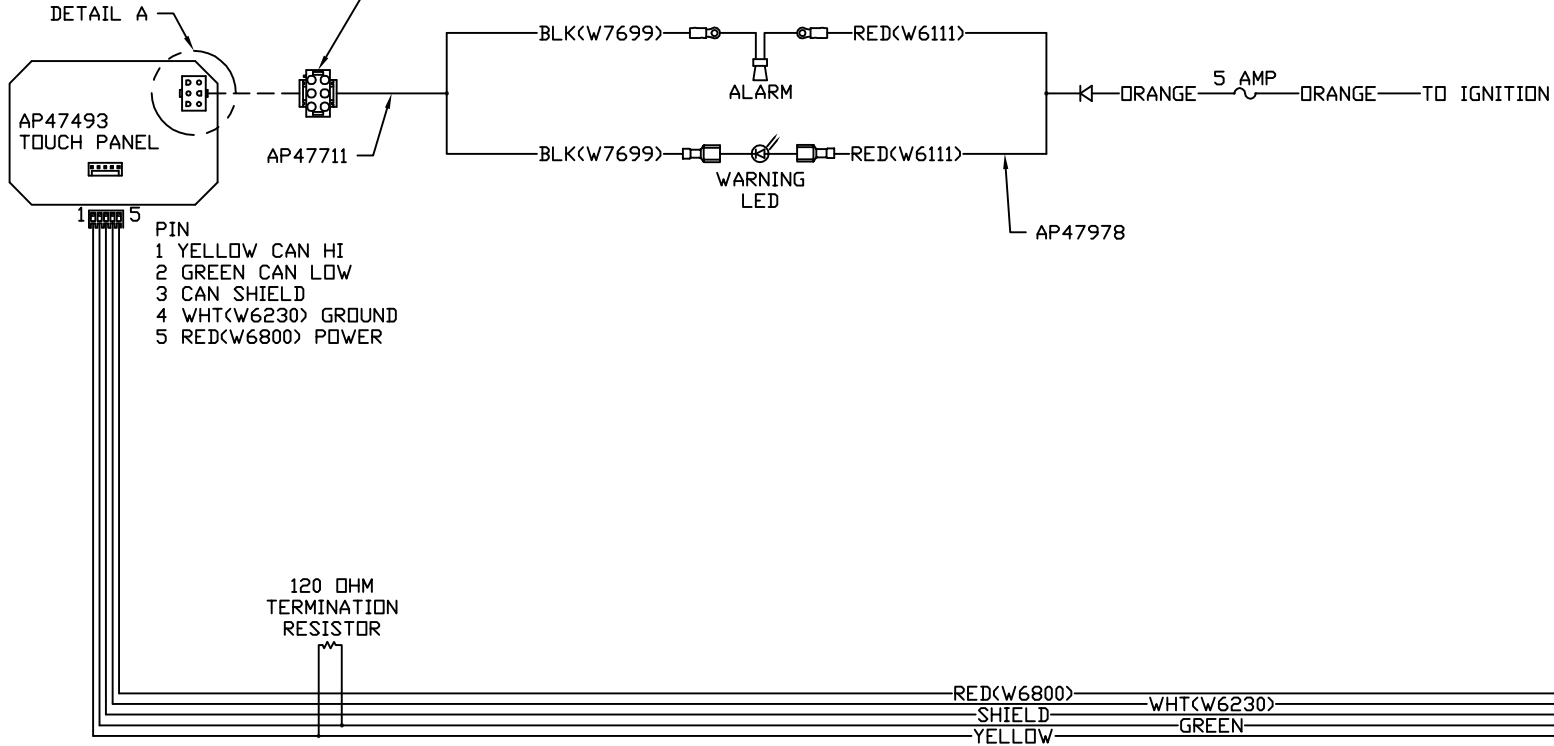 DETAIL A
AP47493
TOUCH PANEL
AP47711
BLK(W7699)
RED(W6111)
ALARM
BLK(W7699)
RED(W6111)
WARNING
LED
AP47978
ORANGE
5 AMP
ORANGE
TO IGNITION
1
5
PIN
1 YELLOW CAN HI
2 GREEN CAN LOW
3 CAN SHIELD
4 WHT(W6230) GROUND
5 RED(W6800) POWER
120 OHM
TERMINATION
RESISTOR
RED(W6800)
WHT(W6230)
SHIELD
GREEN
YELLOW